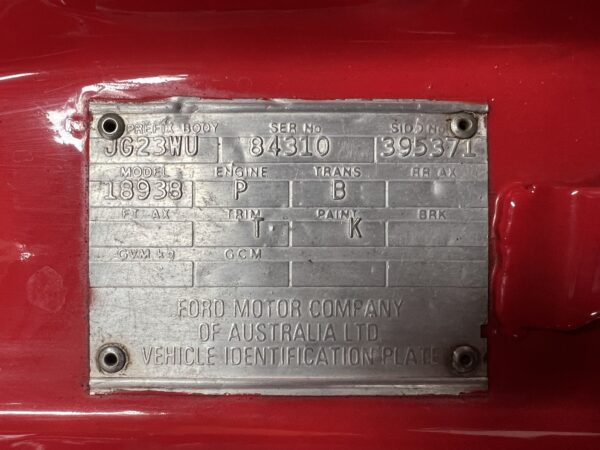 PREFIX BODY SER No SIDS No
JG23WU 84310 395371
MODEL ENGINE TRANS RR AX
18938 P B
FT AX TRIM PAINT BRK
T K
GVM kg GCM
FORD MOTOR COMPANY
OF AUSTRALIA LTD
VEHICLE IDENTIFICATION PLATE